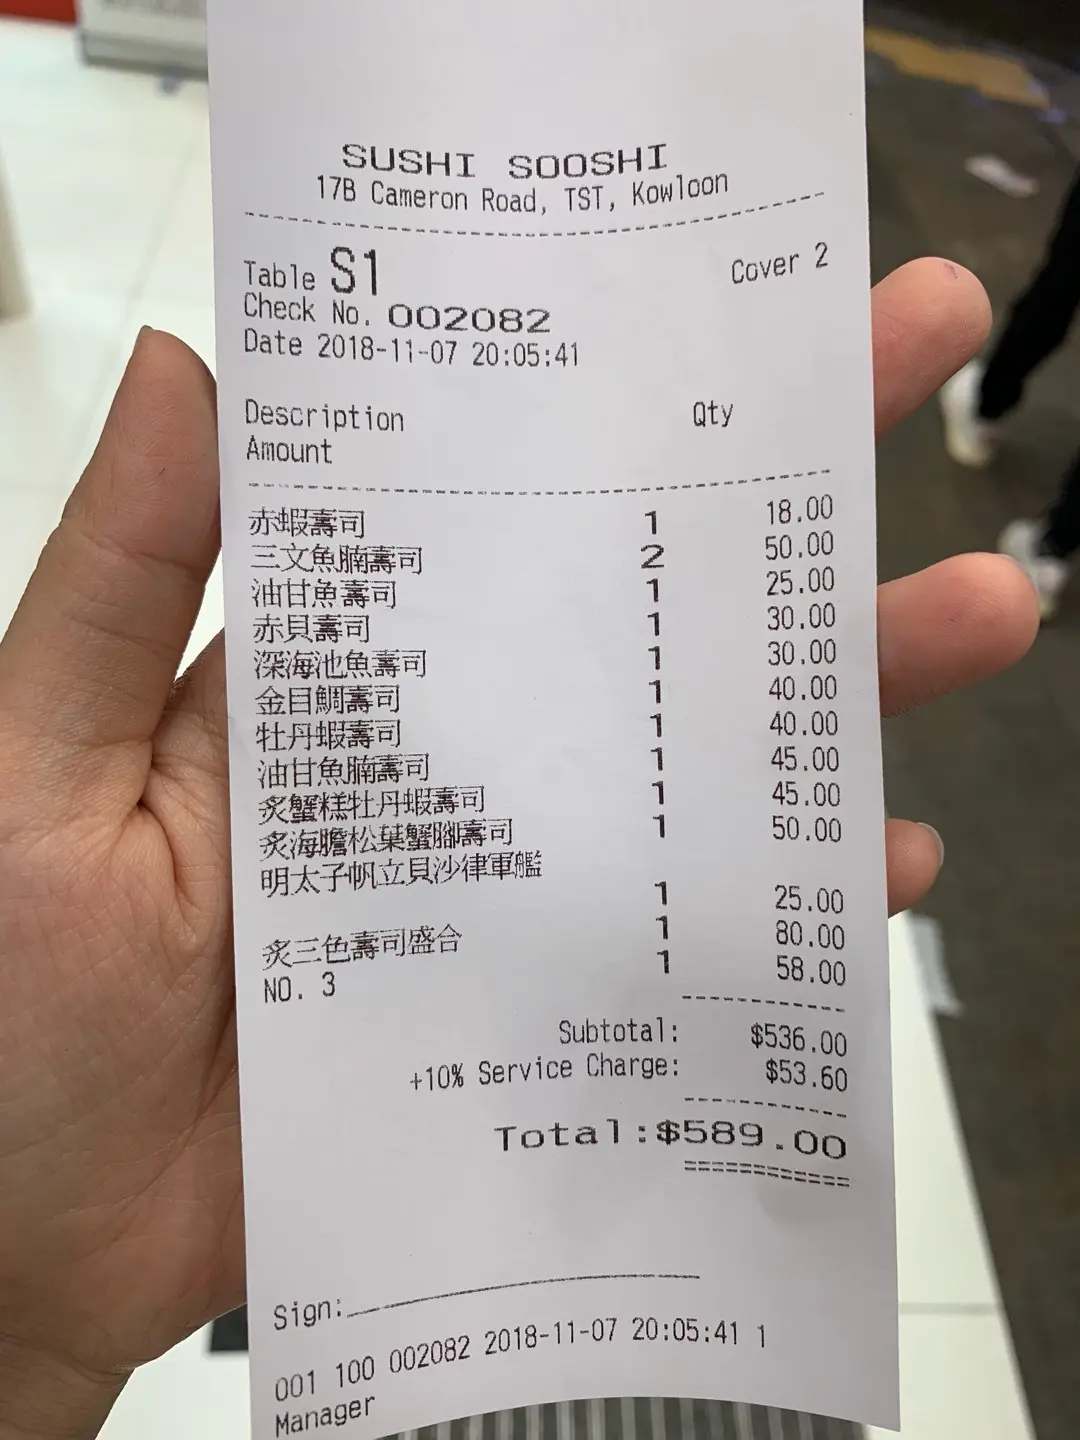 SUSHI SOOSHI
17B Cameron Road, TST, Kowloon
Table S1 Cover 2
Check No. 002082
Date 2018-11-07 20:05:41
Description Qty
Amount
赤蝦壽司 1 18.00
三文魚腩壽司 2 50.00
油甘魚壽司 1 25.00
赤貝壽司 1 30.00
深海池魚壽司 1 30.00
金目鯛壽司 1 40.00
牡丹蝦壽司 1 40.00
油甘魚腩壽司 1 45.00
炙蟹糕牡丹蝦壽司 1 45.00
炙海膽松葉蟹腳壽司 1 50.00
明太子帆立貝沙律軍艦
1 25.00
炙三色壽司盛合 1 80.00
NO. 3 1 58.00
Subtotal: $536.00
+10% Service Charge: $53.60
Total:$589.00
Sign:
001 100 002082 2018-11-07 20:05:41 1
Manager